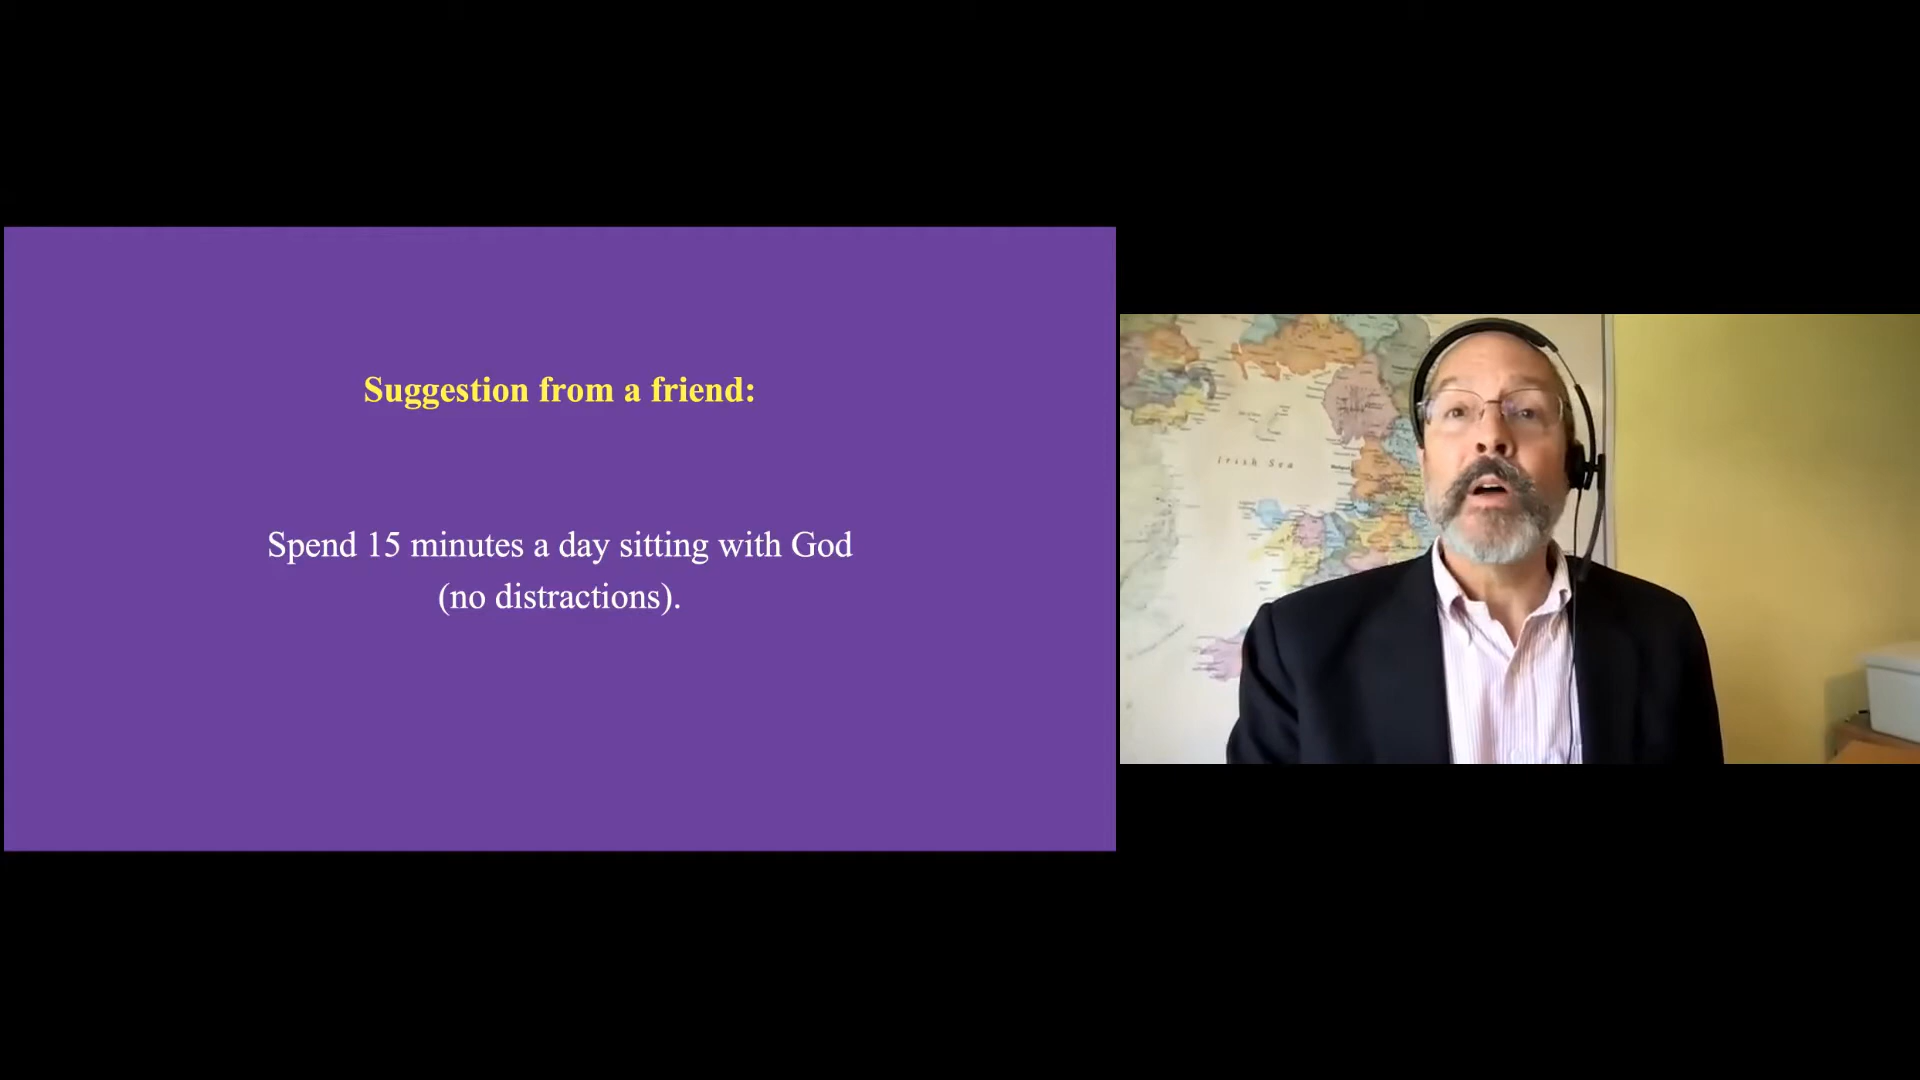 Suggestion from a friend:
Spend 15 minutes a day sitting with God
(no distractions).
Irish Sea